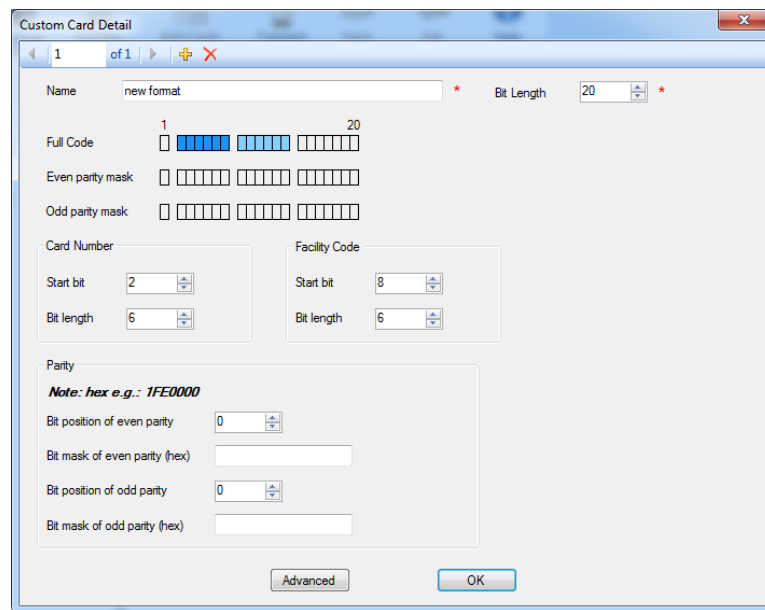 Custom Card Detail
1 of 1
Name new format * Bit Length 20 *
1 20
Full Code
Even parity mask
Odd parity mask
Card Number Facility Code
Start bit 2 Start bit 8
Bit length 6 Bit length 6
Parity
Note: hex e.g.: 1FE0000
Bit position of even parity 0
Bit mask of even parity (hex)
Bit position of odd parity 0
Bit mask of odd parity (hex)
Advanced OK